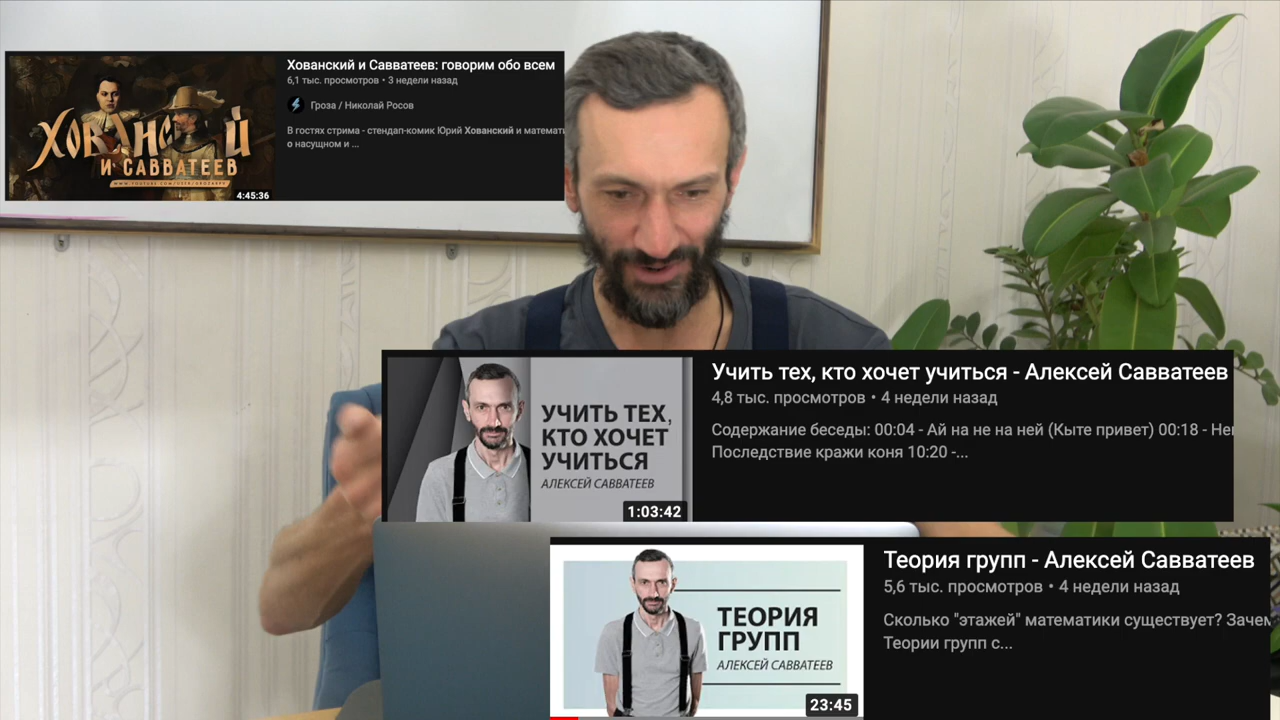 Хованский и Савватеев: говорим обо всем
6,1 тыс. просмотров • 3 недели назад
Гроза / Николай Росов
В гостях стрима - стендап-комик Юрий Хованский и математи
о насущном и ...
ХОВАНСКИЙ
И САВВАТЕЕВ
4:45:36
Учить тех, кто хочет учиться - Алексей Савватеев
4,8 тыс. просмотров • 4 недели назад
Содержание беседы: 00:04 - Ай на не на ней (Кыте привет) 00:18 - Не
Последствие кражи коня 10:20 -...
УЧИТЬ ТЕХ,
КТО ХОЧЕТ
УЧИТЬСЯ
АЛЕКСЕЙ САВВАТЕЕВ
1:03:42
Теория групп - Алексей Савватеев
5,6 тыс. просмотров • 4 недели назад
Сколько "этажей" математики существует? Зачем
Теории групп с...
ТЕОРИЯ
ГРУПП
АЛЕКСЕЙ САВВАТЕЕВ
23:45